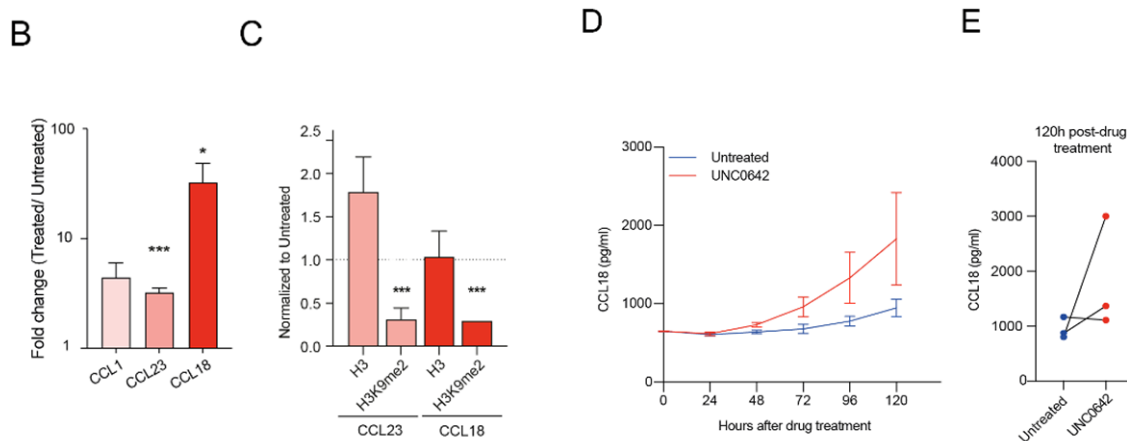 B
Fold change (Treated/ Untreated)
100
10
1
*
***
CCL1
CCL23
CCL18
C
Normalized to Untreated
2.5
2.0
1.5
1.0
0.5
0.0
***
***
H3
H3K9me2
H3
H3K9me2
CCL23
CCL18
D
CCL18 (pg/ml)
3000
2000
1000
0
Untreated
UNC0642
0
24
48
72
96
120
Hours after drug treatment
E
120h post-drug
treatment
CCL18 (pg/ml)
4000
3000
2000
1000
0
Untreated
UNC0642